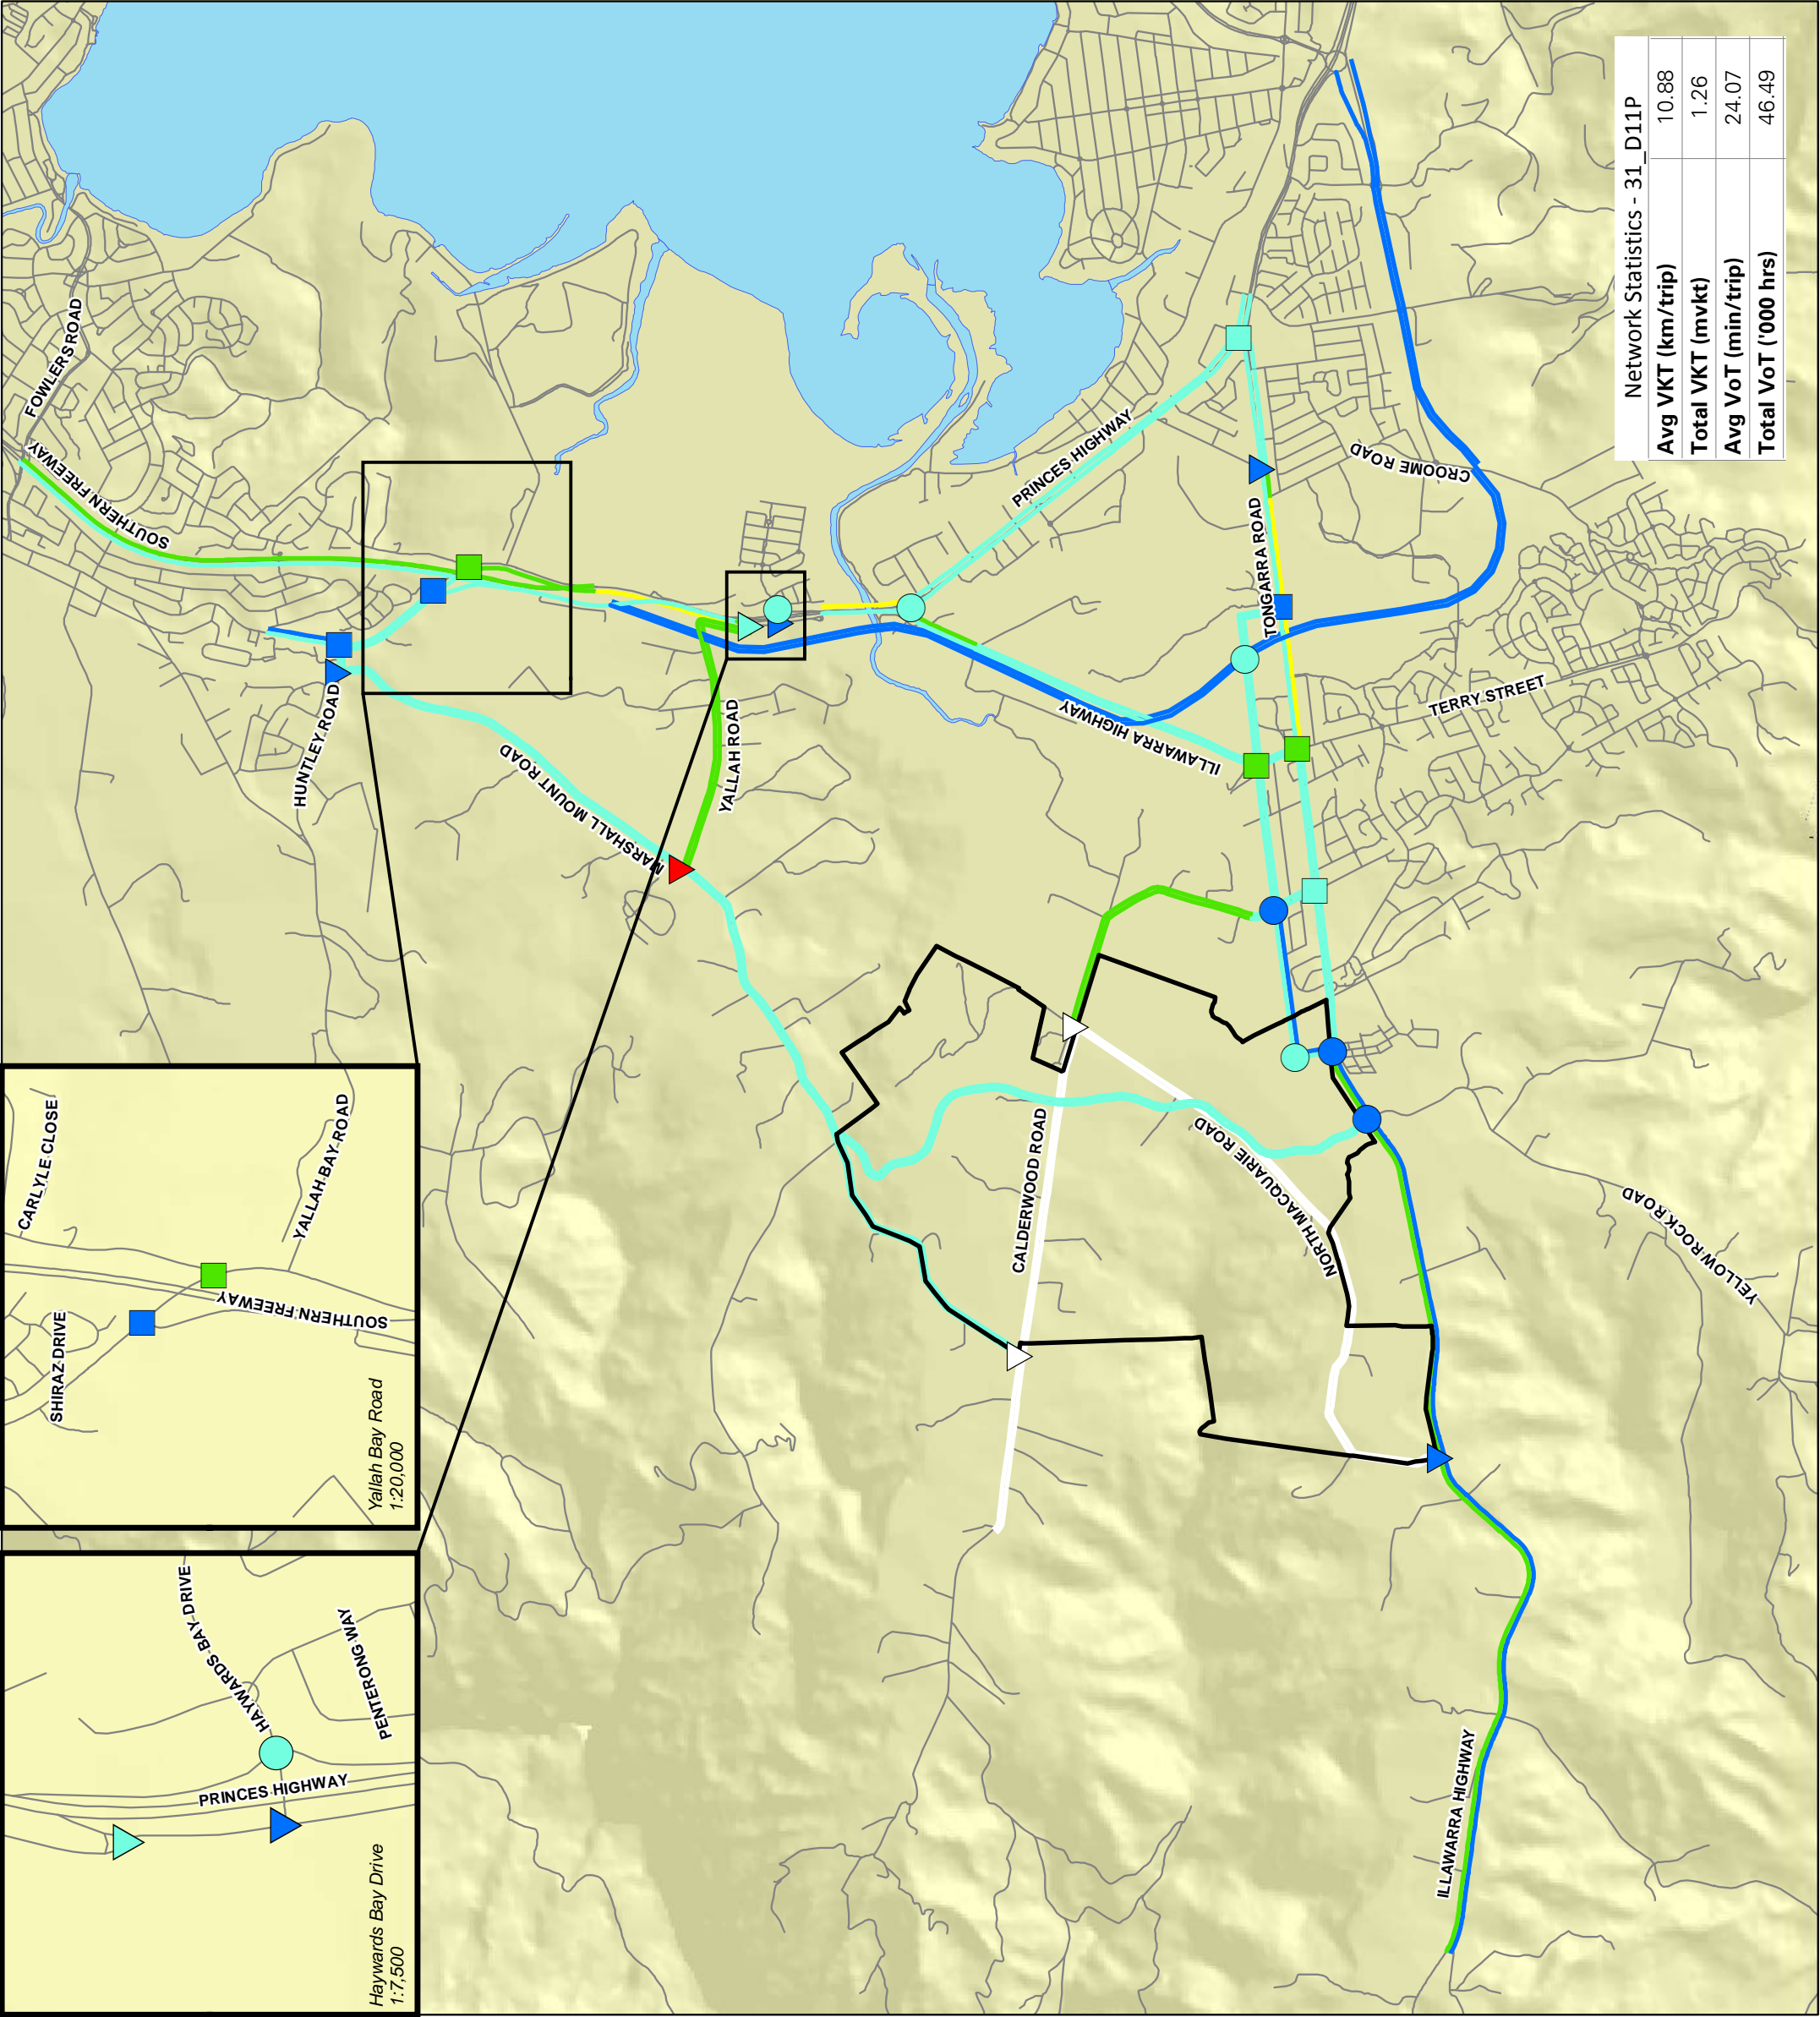 FOWLERS ROAD
SOUTHERN FREEWAY
HUNTLEY ROAD
MARSHALL MOUNT ROAD
YALLAH ROAD
PRINCES HIGHWAY
ILLAWARRA HIGHWAY
TONGARRA ROAD
CROOME ROAD
TERRY STREET
CALDERWOOD ROAD
NORTH MACQUARIE ROAD
YELLOW ROCK ROAD
ILLAWARRA HIGHWAY
Network Statistics - 31_D11P
Avg VKT (km/trip) 10.88
Total VKT (mvkt) 1.26
Avg VoT (min/trip) 24.07
Total VoT ('000 hrs) 46.49
CARLYLE CLOSE
YALLAH BAY ROAD
SHIRAZ DRIVE
SOUTHERN FREEWAY
Yallah Bay Road
1:20,000
HAYWARDS BAY DRIVE
PENTERONG WAY
PRINCES HIGHWAY
Haywards Bay Drive
1:7,500